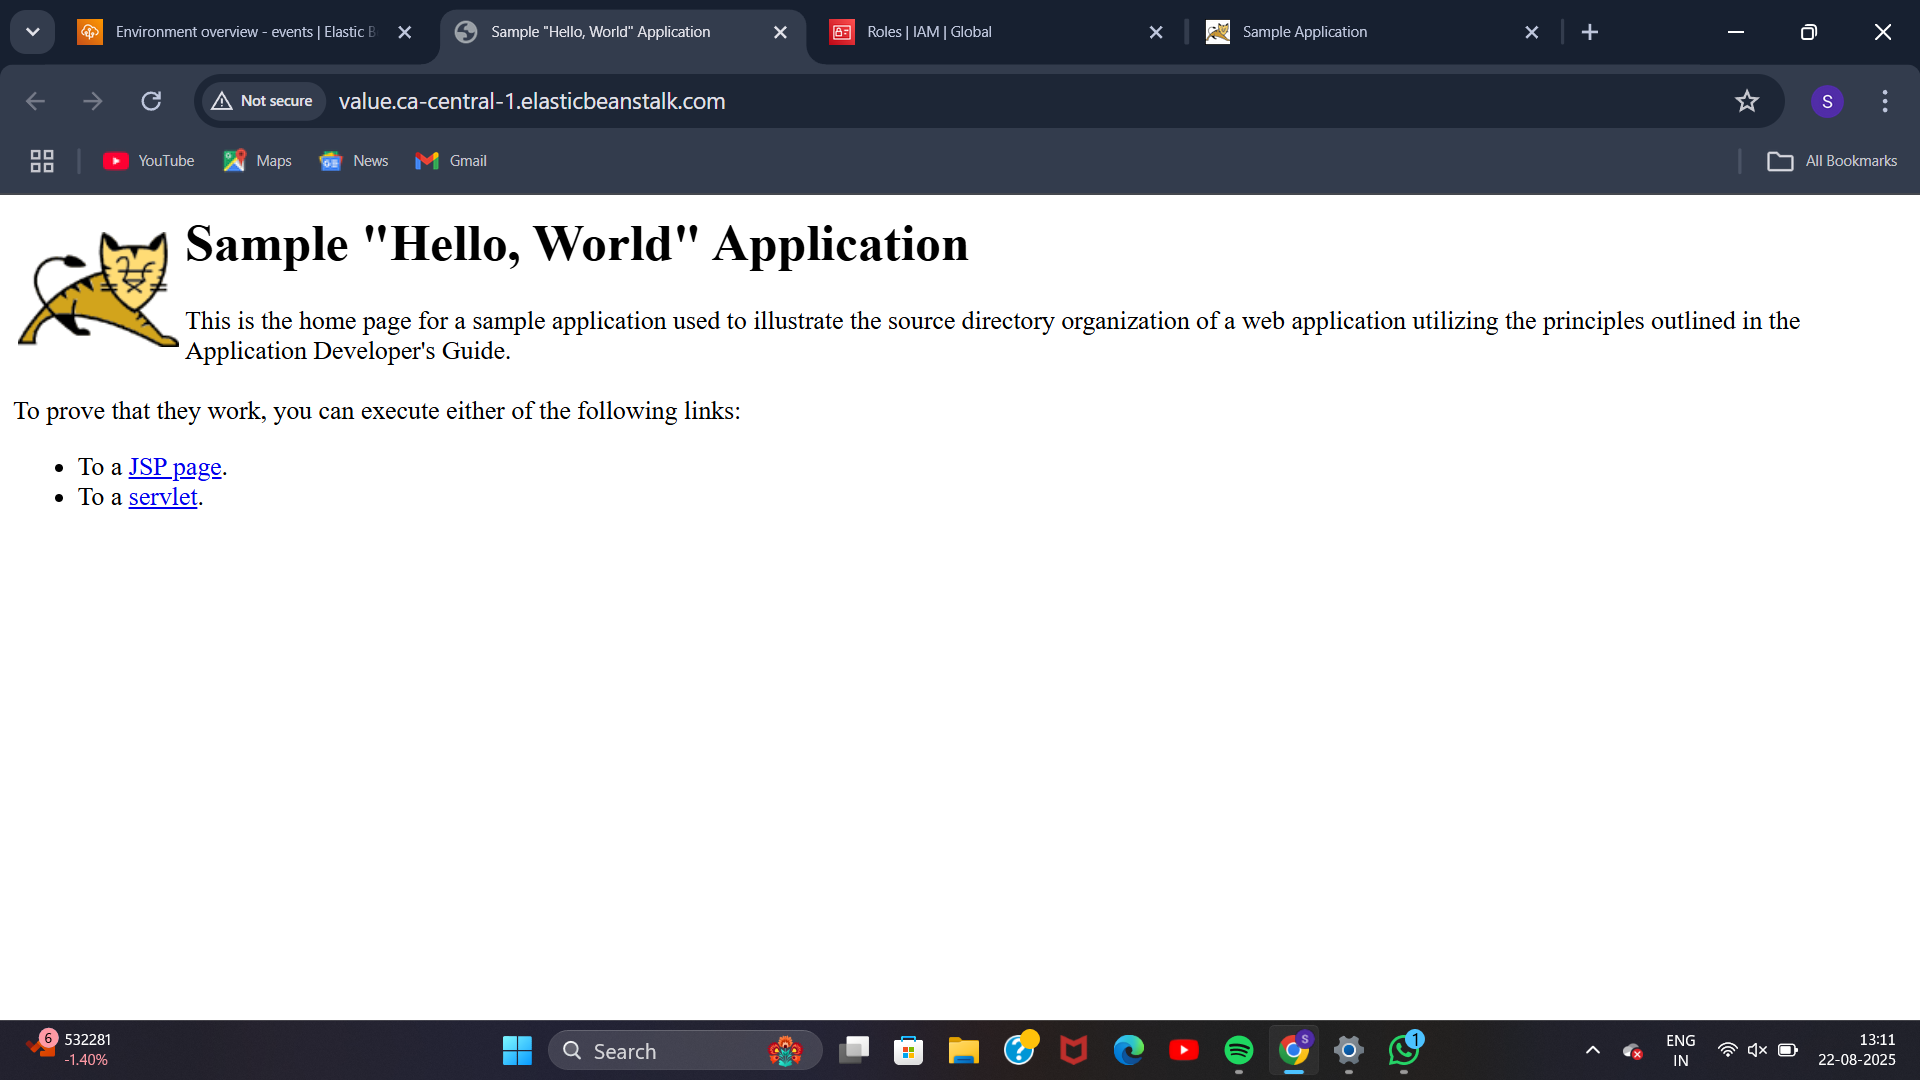 Environment overview - events | Elastic B
Sample "Hello, World" Application
Roles | IAM | Global
Sample Application
Not secure
value.ca-central-1.elasticbeanstalk.com
S
YouTube
Maps
News
Gmail
All Bookmarks
Sample "Hello, World" Application
This is the home page for a sample application used to illustrate the source directory organization of a web application utilizing the principles outlined in the
Application Developer's Guide.
To prove that they work, you can execute either of the following links:
To a JSP page.
To a servlet.
6
532281
-1.40%
Search
S
1
ENG
IN
13:11
22-08-2025